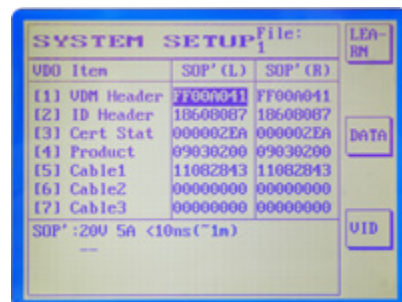 SYSTEM SETUP File: 1
LEA-
RN
VDO Item SOP'(L) SOP'(R)
[1] VDM Header FF00A041 FF00A041
[2] ID Header 18608087 18608087
[3] Cert Stat 000002EA 000002EA
[4] Product 09030200 09030200
[5] Cable1 11082843 11082843
[6] Cable2 00000000 00000000
[7] Cable3 00000000 00000000
DATA
SOP':20V 5A <10ns(~1m)
--
VID